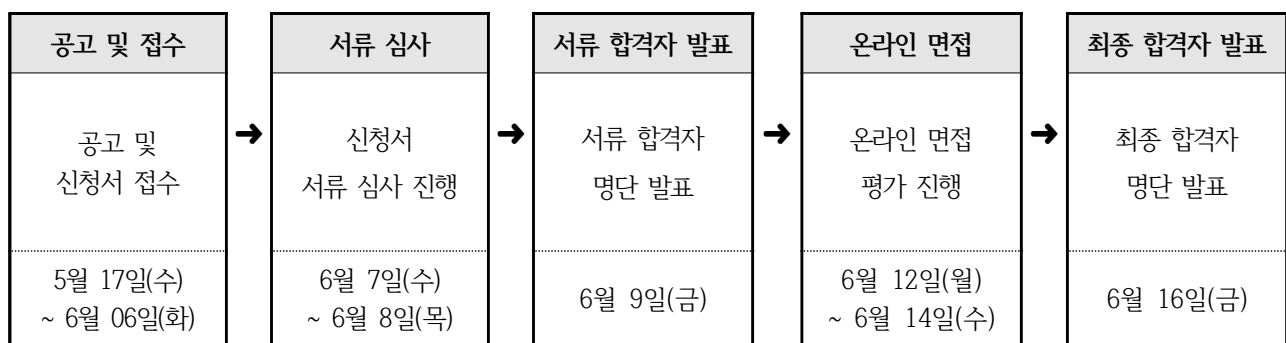 공고 및 접수
공고 및
신청서 접수
5월 17일(수)
~ 6월 06일(화)
➜
서류 심사
신청서
서류 심사 진행
6월 7일(수)
~ 6월 8일(목)
➜
서류 합격자 발표
서류 합격자
명단 발표
6월 9일(금)
➜
온라인 면접
온라인 면접
평가 진행
6월 12일(월)
~ 6월 14일(수)
➜
최종 합격자 발표
최종 합격자
명단 발표
6월 16일(금)